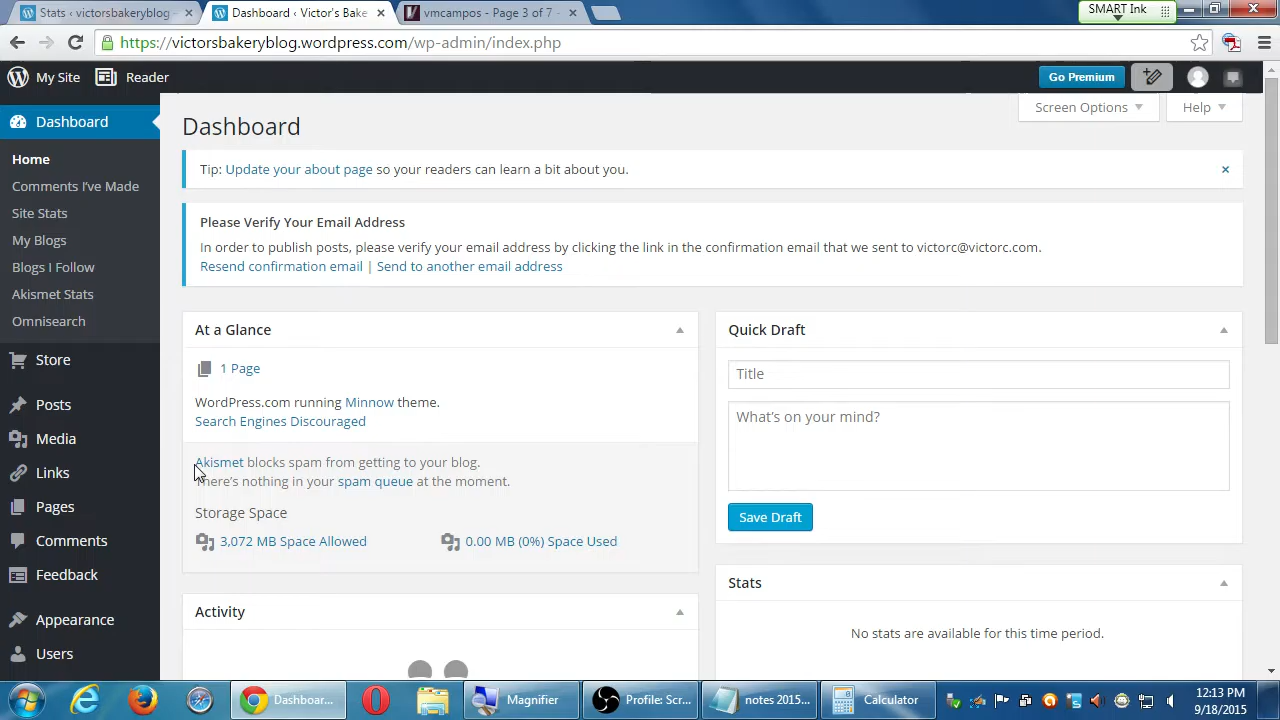 Stats ‹ victorsbakeryblog
Dashboard ‹ Victor's Bake
vmcampos - Page 3 of 7 -
SMART Ink
https://victorsbakeryblog.wordpress.com/wp-admin/index.php
My Site
Reader
Go Premium
Dashboard
Home
Comments I've Made
Site Stats
My Blogs
Blogs I Follow
Akismet Stats
Omnisearch
Store
Posts
Media
Links
Pages
Comments
Feedback
Appearance
Users
Screen Options
Help
Dashboard
Tip: Update your about page so your readers can learn a bit about you.
Please Verify Your Email Address
In order to publish posts, please verify your email address by clicking the link in the confirmation email that we sent to victorc@victorc.com.
Resend confirmation email | Send to another email address
At a Glance
1 Page
WordPress.com running Minnow theme.
Search Engines Discouraged
Akismet blocks spam from getting to your blog.
There's nothing in your spam queue at the moment.
Storage Space
3,072 MB Space Allowed
0.00 MB (0%) Space Used
Activity
Quick Draft
Title
What's on your mind?
Save Draft
Stats
No stats are available for this time period.
Dashboar...
Magnifier
Profile: Scr...
notes 2015...
Calculator
12:13 PM
9/18/2015